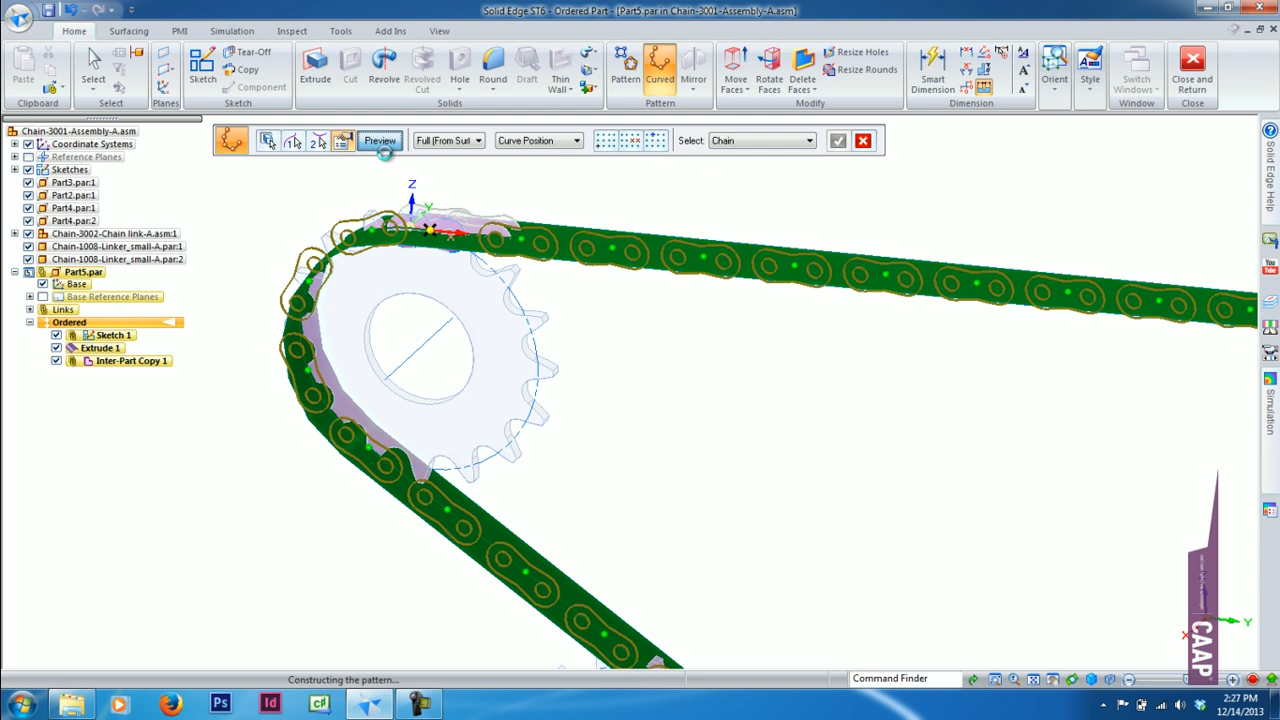 Solid Edge ST6 - Ordered Part - [Part5.par in Chain-3001-Assembly-A.asm]
Home Surfacing PMI Simulation Inspect Tools Add Ins View
Paste
Clipboard
Select
Select
Planes
Sketch
Tear-Off
Copy
Component
Sketch
Extrude
Cut
Revolve
Revolved Cut
Hole
Round
Draft
Thin Wall
Solids
Pattern
Curved
Mirror
Pattern
Move Faces
Rotate Faces
Delete Faces
Resize Holes
Resize Rounds
Modify
Smart Dimension
Dimension
Orient
Style
Switch Windows
Window
Close and Return
Close
Preview
Full (From Surf
Curve Position
Select:
Chain
Chain-3001-Assembly-A.asm
Coordinate Systems
Reference Planes
Sketches
Part3.par:1
Part2.par:1
Part4.par:1
Part4.par:2
Chain-3002-Chain link-A.asm:1
Chain-1008-Linker_small-A.par:1
Chain-1008-Linker_small-A.par:2
Part5.par
Base
Base Reference Planes
Links
Ordered
Sketch 1
Extrude 1
Inter-Part Copy 1
Z
Y
X
Solid Edge Help
You Tube
Simulation
X
Y
CAAP
Constructing the pattern...
Command Finder
Ps
Id
C#
2:27 PM
12/14/2013